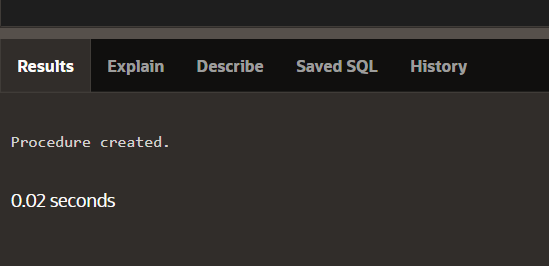 Results Explain Describe Saved SQL History
Procedure created.
0.02 seconds